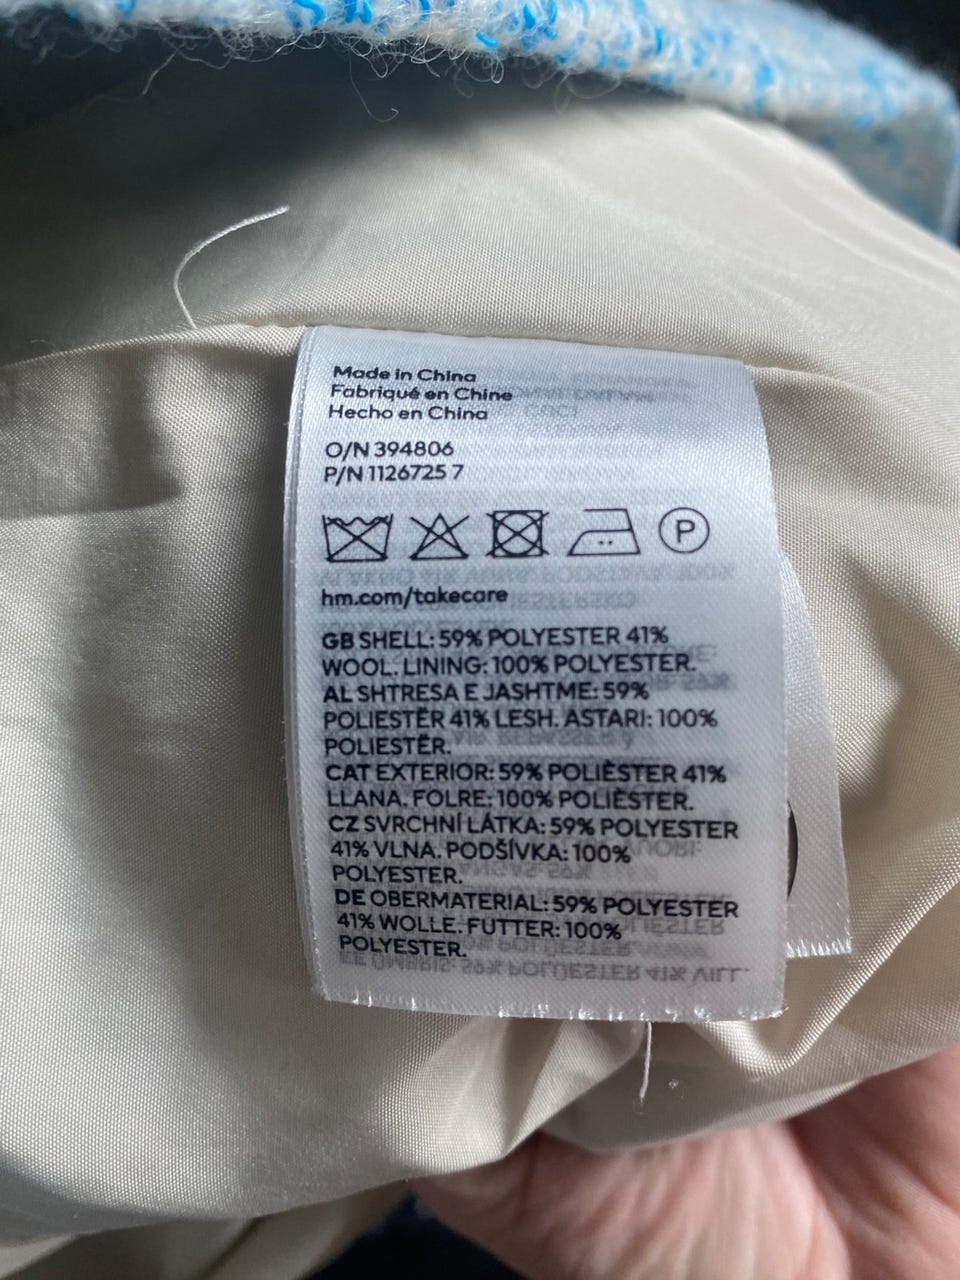 Made in China
Fabriqué en Chine
Hecho en China
O/N 394806
P/N 1126725 7
P
hm.com/takecare
GB SHELL: 59% POLYESTER 41%
WOOL. LINING: 100% POLYESTER.
AL SHTRESA E JASHTME: 59%
POLIESTËR 41% LESH. ASTARI: 100%
POLIESTËR.
CAT EXTERIOR: 59% POLIÈSTER 41%
LLANA. FOLRE: 100% POLIÈSTER.
CZ SVRCHNÍ LÁTKA: 59% POLYESTER
41% VLNA. PODŠÍVKA: 100%
POLYESTER.
DE OBERMATERIAL: 59% POLYESTER
41% WOLLE. FUTTER: 100%
POLYESTER.